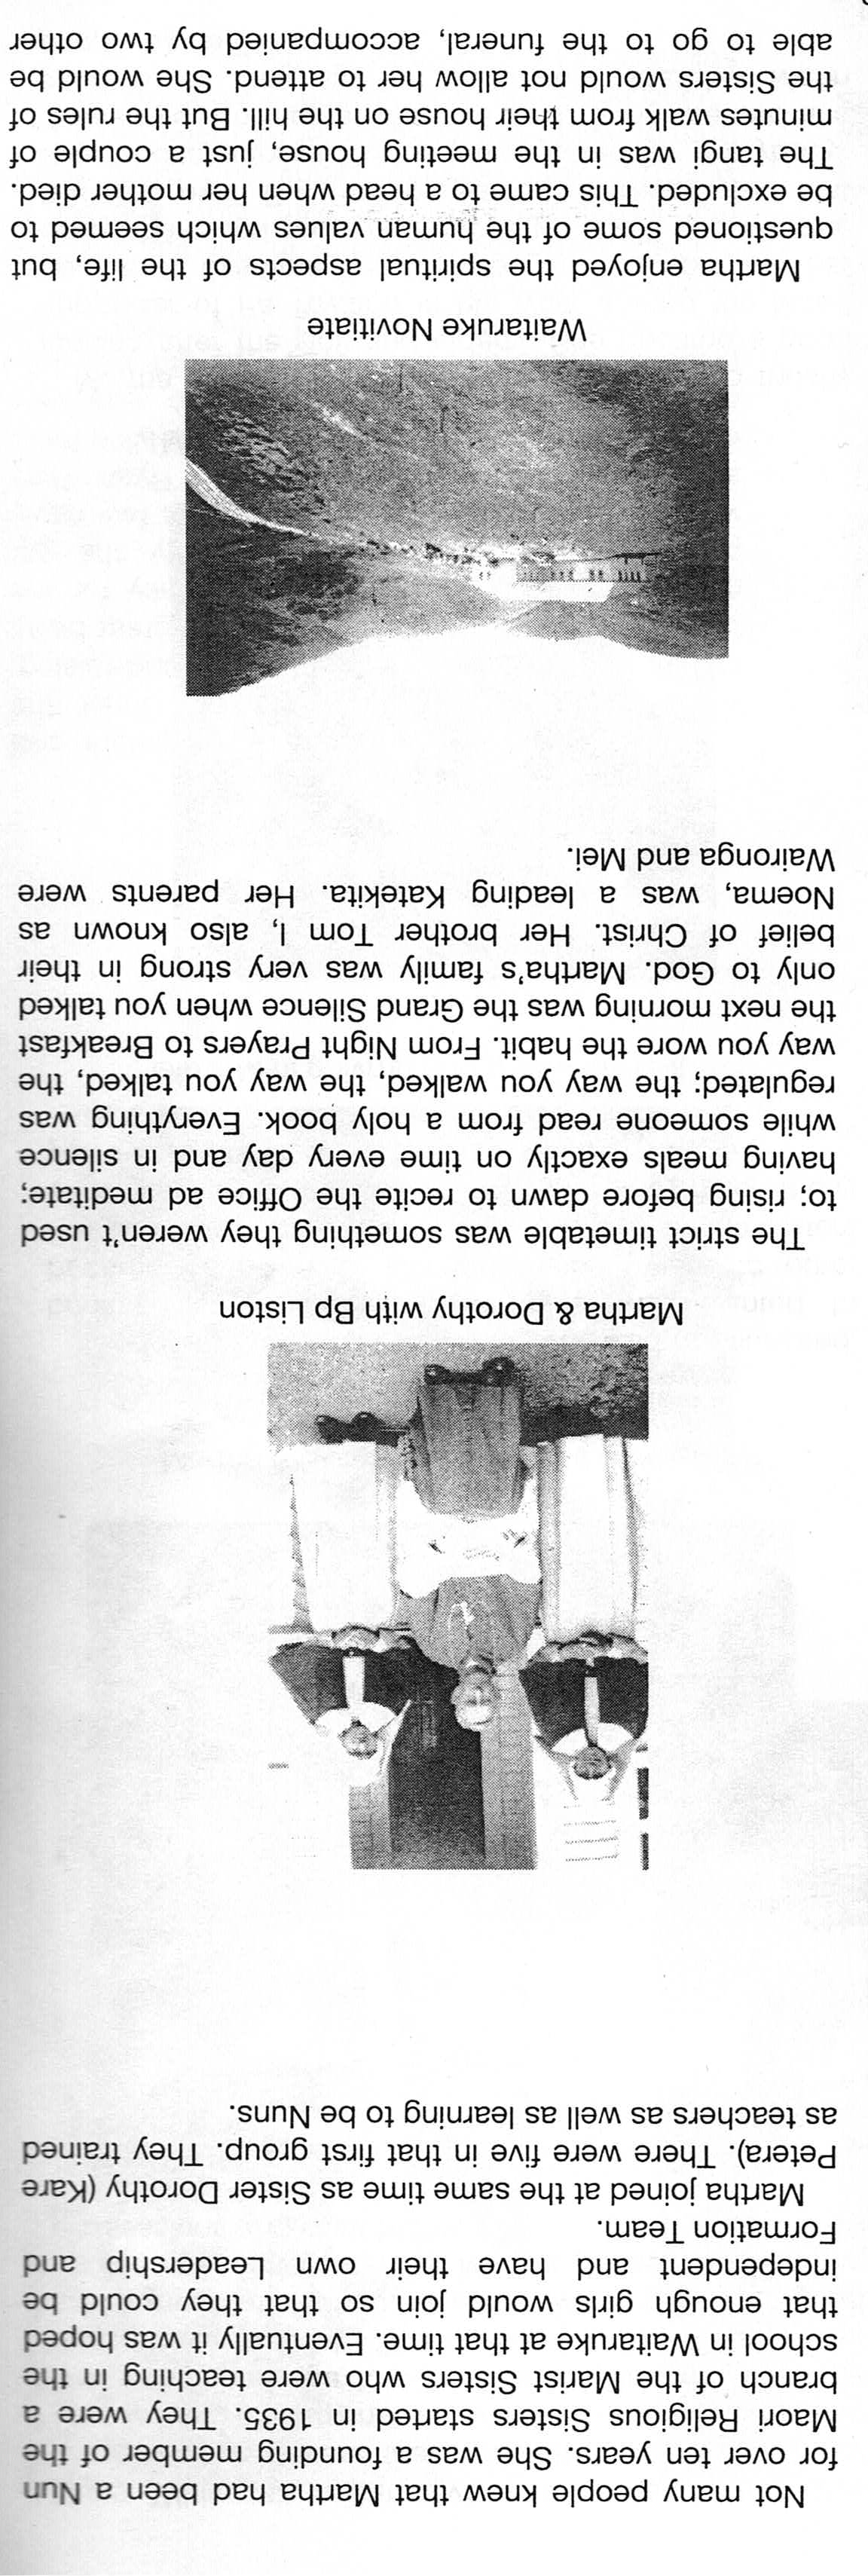 Not many people knew that Martha had been a Nun
for over ten years. She was a founding member of the
Maori Religious Sisters started in 1935. They were a
branch of the Marist Sisters who were teaching in the
school in Waitaruke at that time. Eventually it was hoped
that enough girls would join so that they could be
independent and have their own Leadership and
Formation Team.
Martha joined at the same time as Sister Dorothy (Kare
Petera). There were five in that first group. They trained
as teachers as well as learning to be Nuns.
Martha & Dorothy with Bp Liston
The strict timetable was something they weren't used
to; rising before dawn to recite the Office ad meditate;
having meals exactly on time every day and in silence
while someone read from a holy book. Everything was
regulated; the way you walked, the way you talked, the
way you wore the habit. From Night Prayers to Breakfast
the next morning was the Grand Silence when you talked
only to God. Martha's family was very strong in their
belief of Christ. Her brother Tom I, also known as
Noema, was a leading Katekita. Her parents were
Waironga and Mei.
Waitaruke Novitiate
Martha enjoyed the spiritual aspects of the life, but
questioned some of the human values which seemed to
be excluded. This came to a head when her mother died.
The tangi was in the meeting house, just a couple of
minutes walk from their house on the hill. But the rules of
the Sisters would not allow her to attend. She would be
able to go to the funeral, accompanied by two other